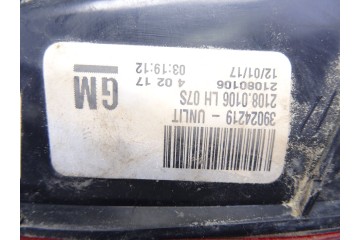 39024219 - UNLIT
2108.0106 LH 07S
GM
4 02 17
21080106
03:19:12
12/01/17